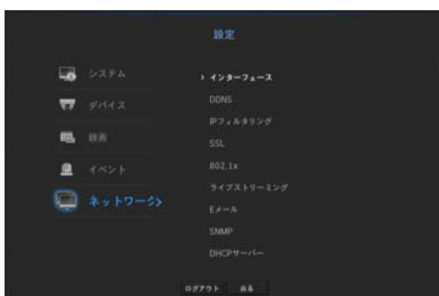 設定
システム
デバイス
録画
イベント
ネットワーク
インターフェース
DDNS
IPフィルタリング
SSL
802.1x
ライブストリーミング
Eメール
SNMP
DHCPサーバー
ログアウト 戻る